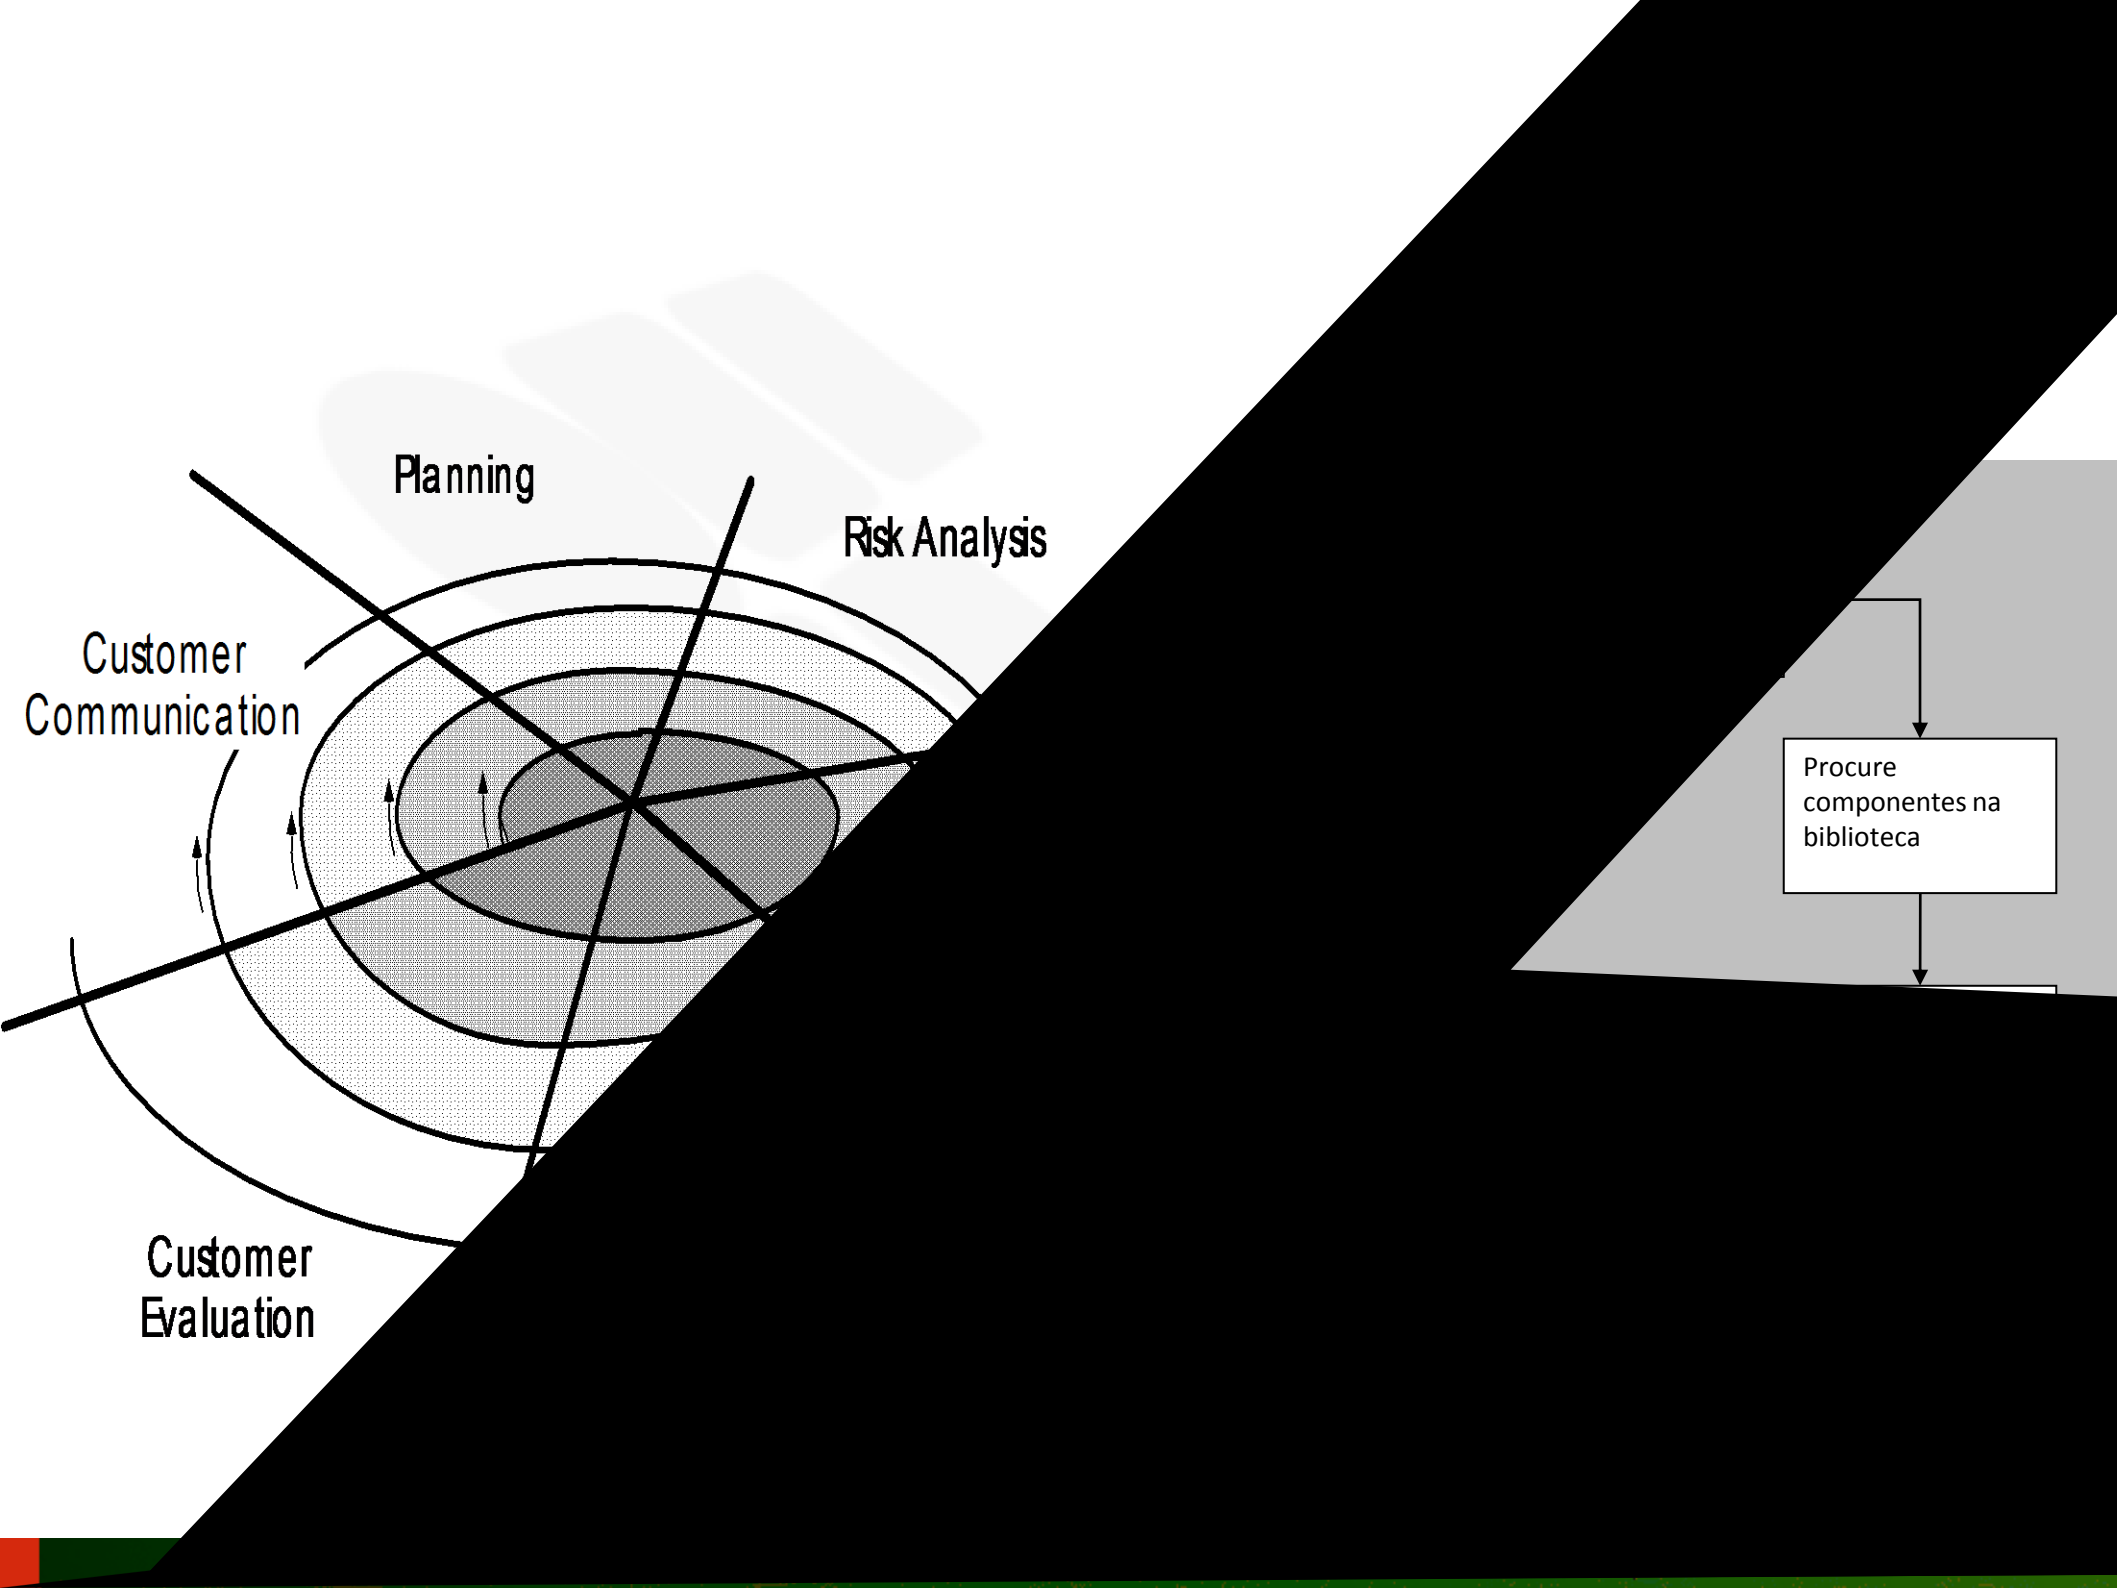 Planning
Risk Analysis
Customer
Communication
Procure
componentes na
biblioteca
Customer
Evaluation